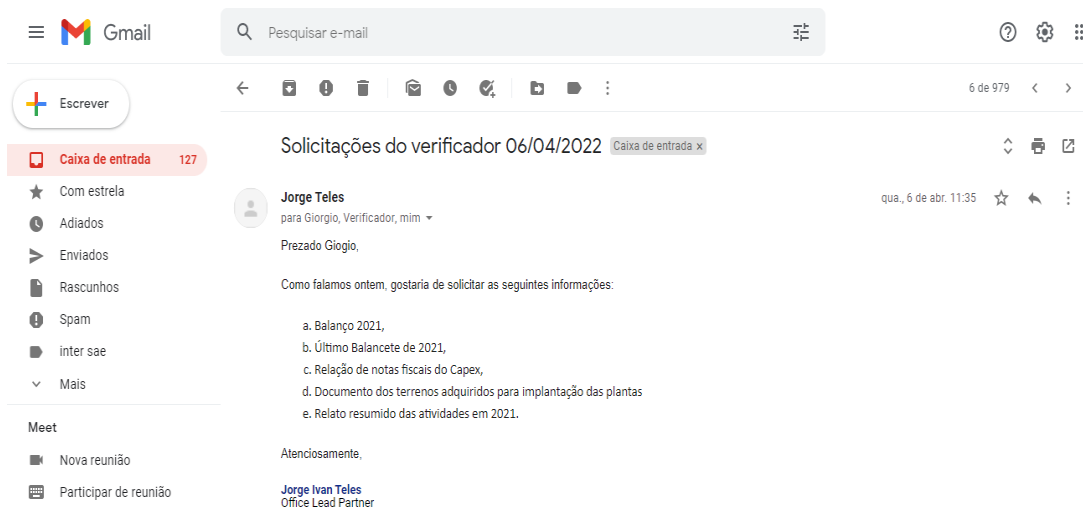 Gmail
Pesquisar e-mail
Escrever
6 de 979
Solicitações do verificador 06/04/2022 Caixa de entrada x
Caixa de entrada 127
Com estrela
Adiados
Enviados
Rascunhos
Spam
inter sae
Mais
Meet
Nova reunião
Participar de reunião
Jorge Teles
qua., 6 de abr. 11:35
para Giorgio, Verificador, mim
Prezado Giogio,
Como falamos ontem, gostaria de solicitar as seguintes informações:
a. Balanço 2021,
b. Último Balancete de 2021,
c. Relação de notas fiscais do Capex,
d. Documento dos terrenos adquiridos para implantação das plantas
e. Relato resumido das atividades em 2021.
Atenciosamente,
Jorge Ivan Teles
Office Lead Partner